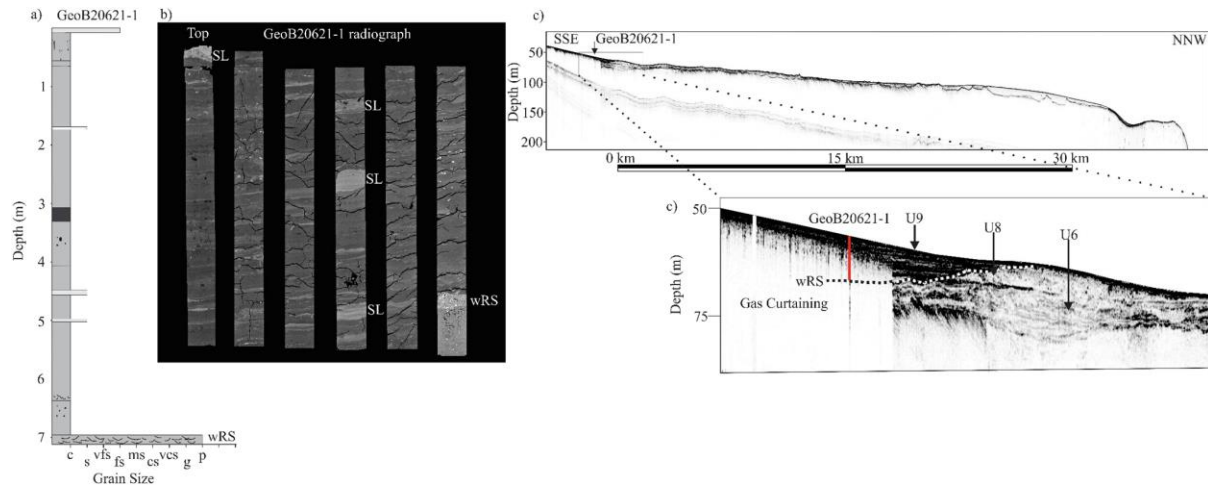 a)
GeoB20621-1
1
2
3
4
5
6
7
Depth (m)
wRS
c s vfs fs ms cs vcs g p
Grain Size
b)
Top
GeoB20621-1 radiograph
SL
SL
SL
SL
wRS
c)
SSE
GeoB20621-1
NNW
50
100
150
200
Depth (m)
0 km
15 km
30 km
c)
50
75
Depth (m)
GeoB20621-1
U9
U8
U6
wRS
Gas Curtaining